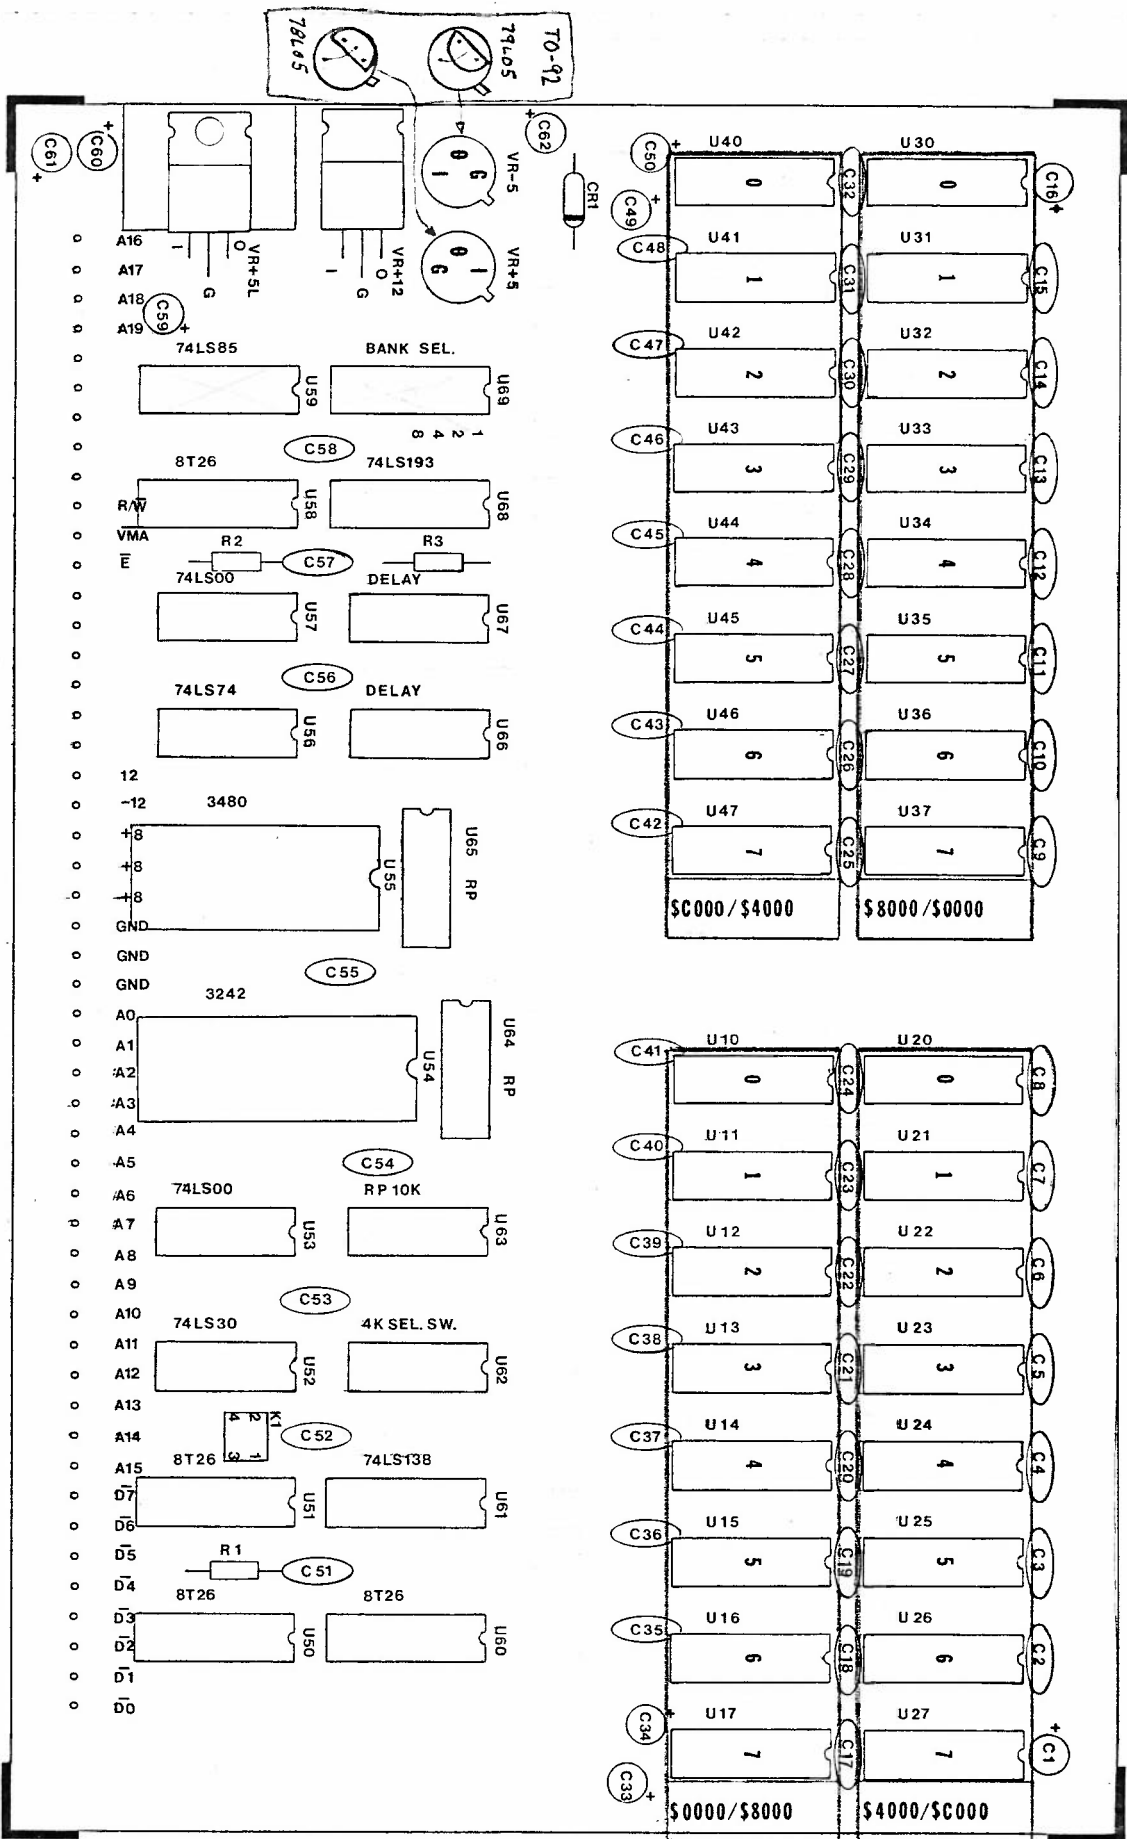 TO-92
79L05
78L05
C61
+
C60
+
I
G
O
VR+5L
I
G
O
VR+12
O
G
I
VR-5
I
O
G
VR+5
+
C62
CR1
A16
A17
A18
A19
C59
+
74LS85
U59
BANK SEL.
U69
8 4 2 1
C58
8T26
U58
74LS193
U68
R/W̅
VMA
E̅
R2
C57
R3
74LS00
U57
DELAY
U67
C56
74LS74
U56
DELAY
U66
12
-12
+8
+8
+8
GND
GND
GND
3480
U55
U65 RP
C55
3242
U54
U64 RP
A0
A1
A2
A3
A4
A5
A6
A7
A8
A9
A10
A11
A12
A13
A14
A15
D̅7
D̅6
D̅5
D̅4
D̅3
D̅2
D̅1
D̅0
C54
74LS00
U53
RP 10K
U63
C53
74LS30
U52
4K SEL. SW.
U62
K1
4 2
3 1
C52
8T26
U51
74LS138
U61
R1
C51
8T26
U50
8T26
U60
C50 +
C49 +
U40
0
C32
U30
0
C16
+
C48
U41
1
C31
U31
1
C15
C47
U42
2
C30
U32
2
C14
C46
U43
3
C29
U33
3
C13
C45
U44
4
C28
U34
4
C12
C44
U45
5
C27
U35
5
C11
C43
U46
6
C26
U36
6
C10
C42
U47
7
C25
U37
7
C9
$C000/$4000
$8000/$0000
C41
U10
0
C24
U20
0
C8
C40
U11
1
C23
U21
1
C7
C39
U12
2
C22
U22
2
C6
C38
U13
3
C21
U23
3
C5
C37
U14
4
C20
U24
4
C4
C36
U15
5
C19
U25
5
C3
C35
U16
6
C18
U26
6
C2
C34
+
U17
7
C17
U27
7
+
C1
C33
+
$0000/$8000
$4000/$C000